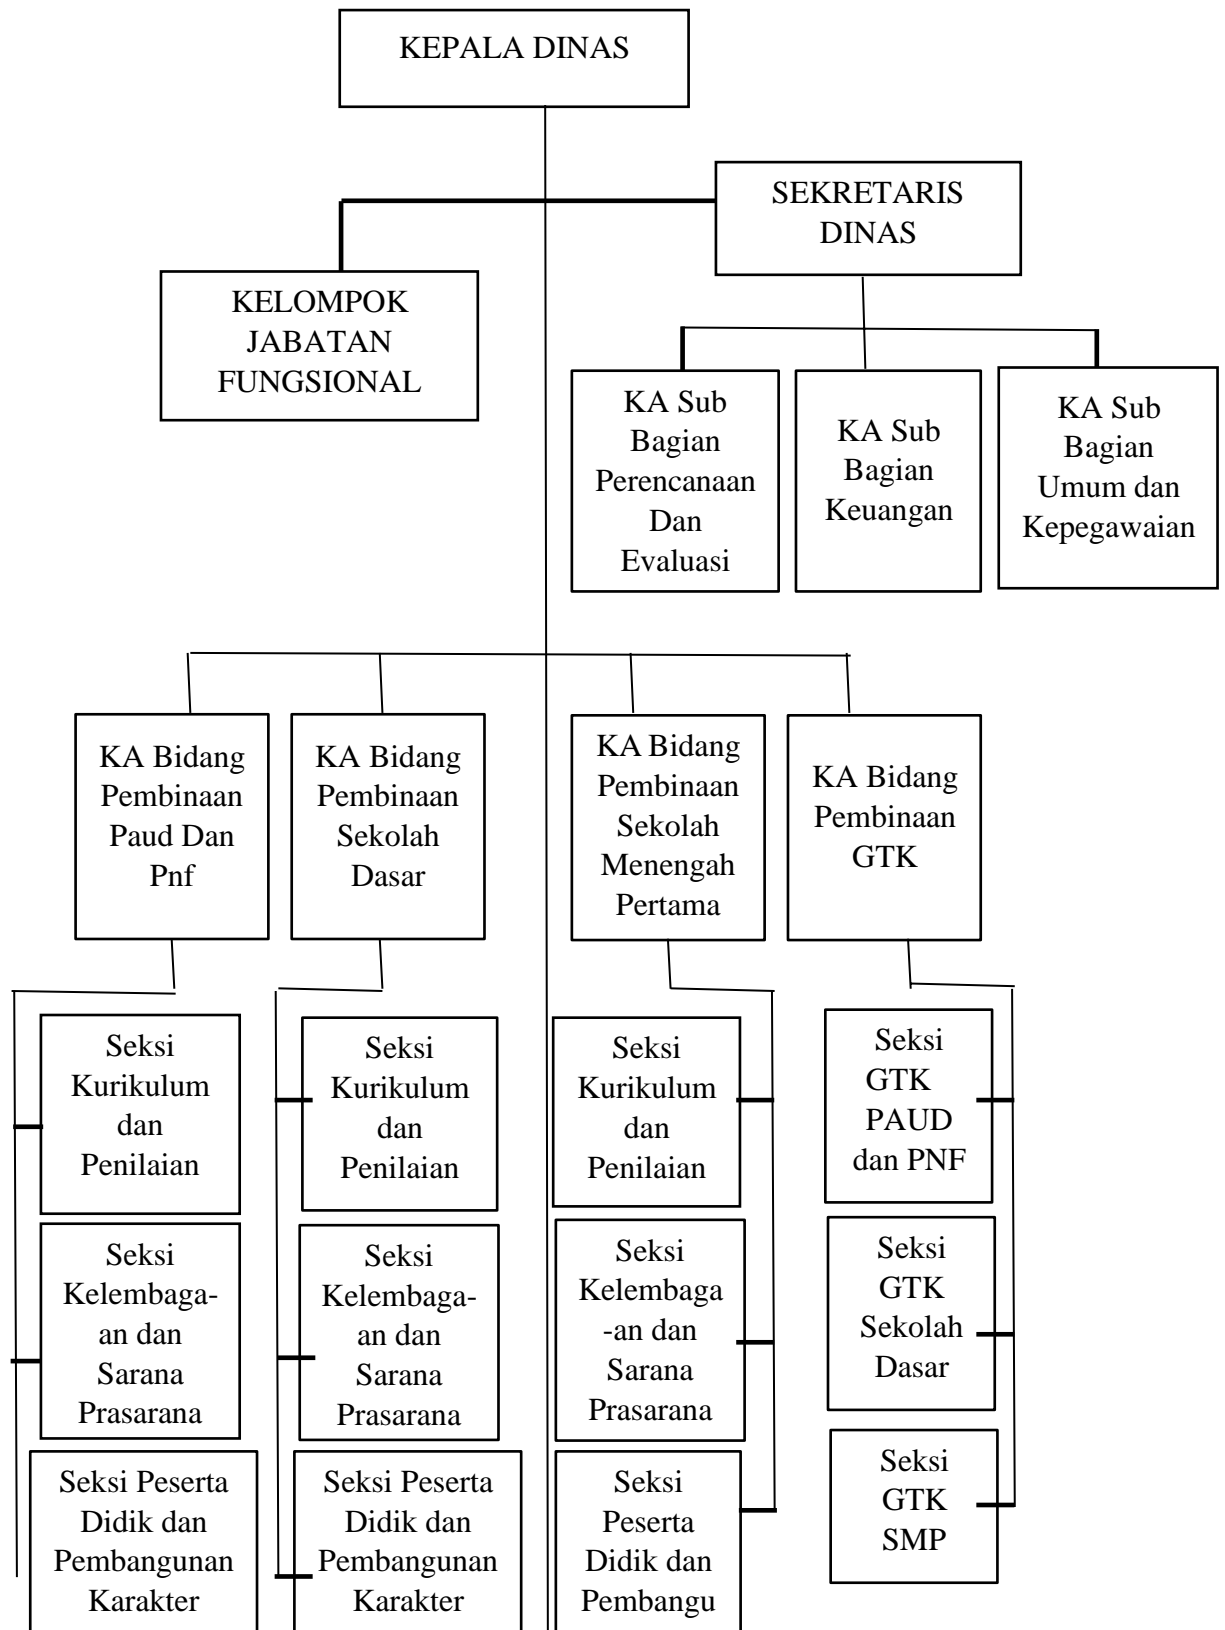 KEPALA DINAS
SEKRETARIS
DINAS
KELOMPOK
JABATAN
FUNGSIONAL
KA Sub
Bagian
Perencanaan
Dan
Evaluasi
KA Sub
Bagian
Keuangan
KA Sub
Bagian
Umum dan
Kepegawaian
KA Bidang
Pembinaan
Paud Dan
Pnf
KA Bidang
Pembinaan
Sekolah
Dasar
KA Bidang
Pembinaan
Sekolah
Menengah
Pertama
KA Bidang
Pembinaan
GTK
Seksi
Kurikulum
dan
Penilaian
Seksi
Kurikulum
dan
Penilaian
Seksi
Kurikulum
dan
Penilaian
Seksi
GTK
PAUD
dan PNF
Seksi
Kelembaga-
an dan
Sarana
Prasarana
Seksi
Kelembaga-
an dan
Sarana
Prasarana
Seksi
Kelembaga
-an dan
Sarana
Prasarana
Seksi
GTK
Sekolah
Dasar
Seksi Peserta
Didik dan
Pembangunan
Karakter
Seksi Peserta
Didik dan
Pembangunan
Karakter
Seksi
Peserta
Didik dan
Pembangu
Seksi
GTK
SMP